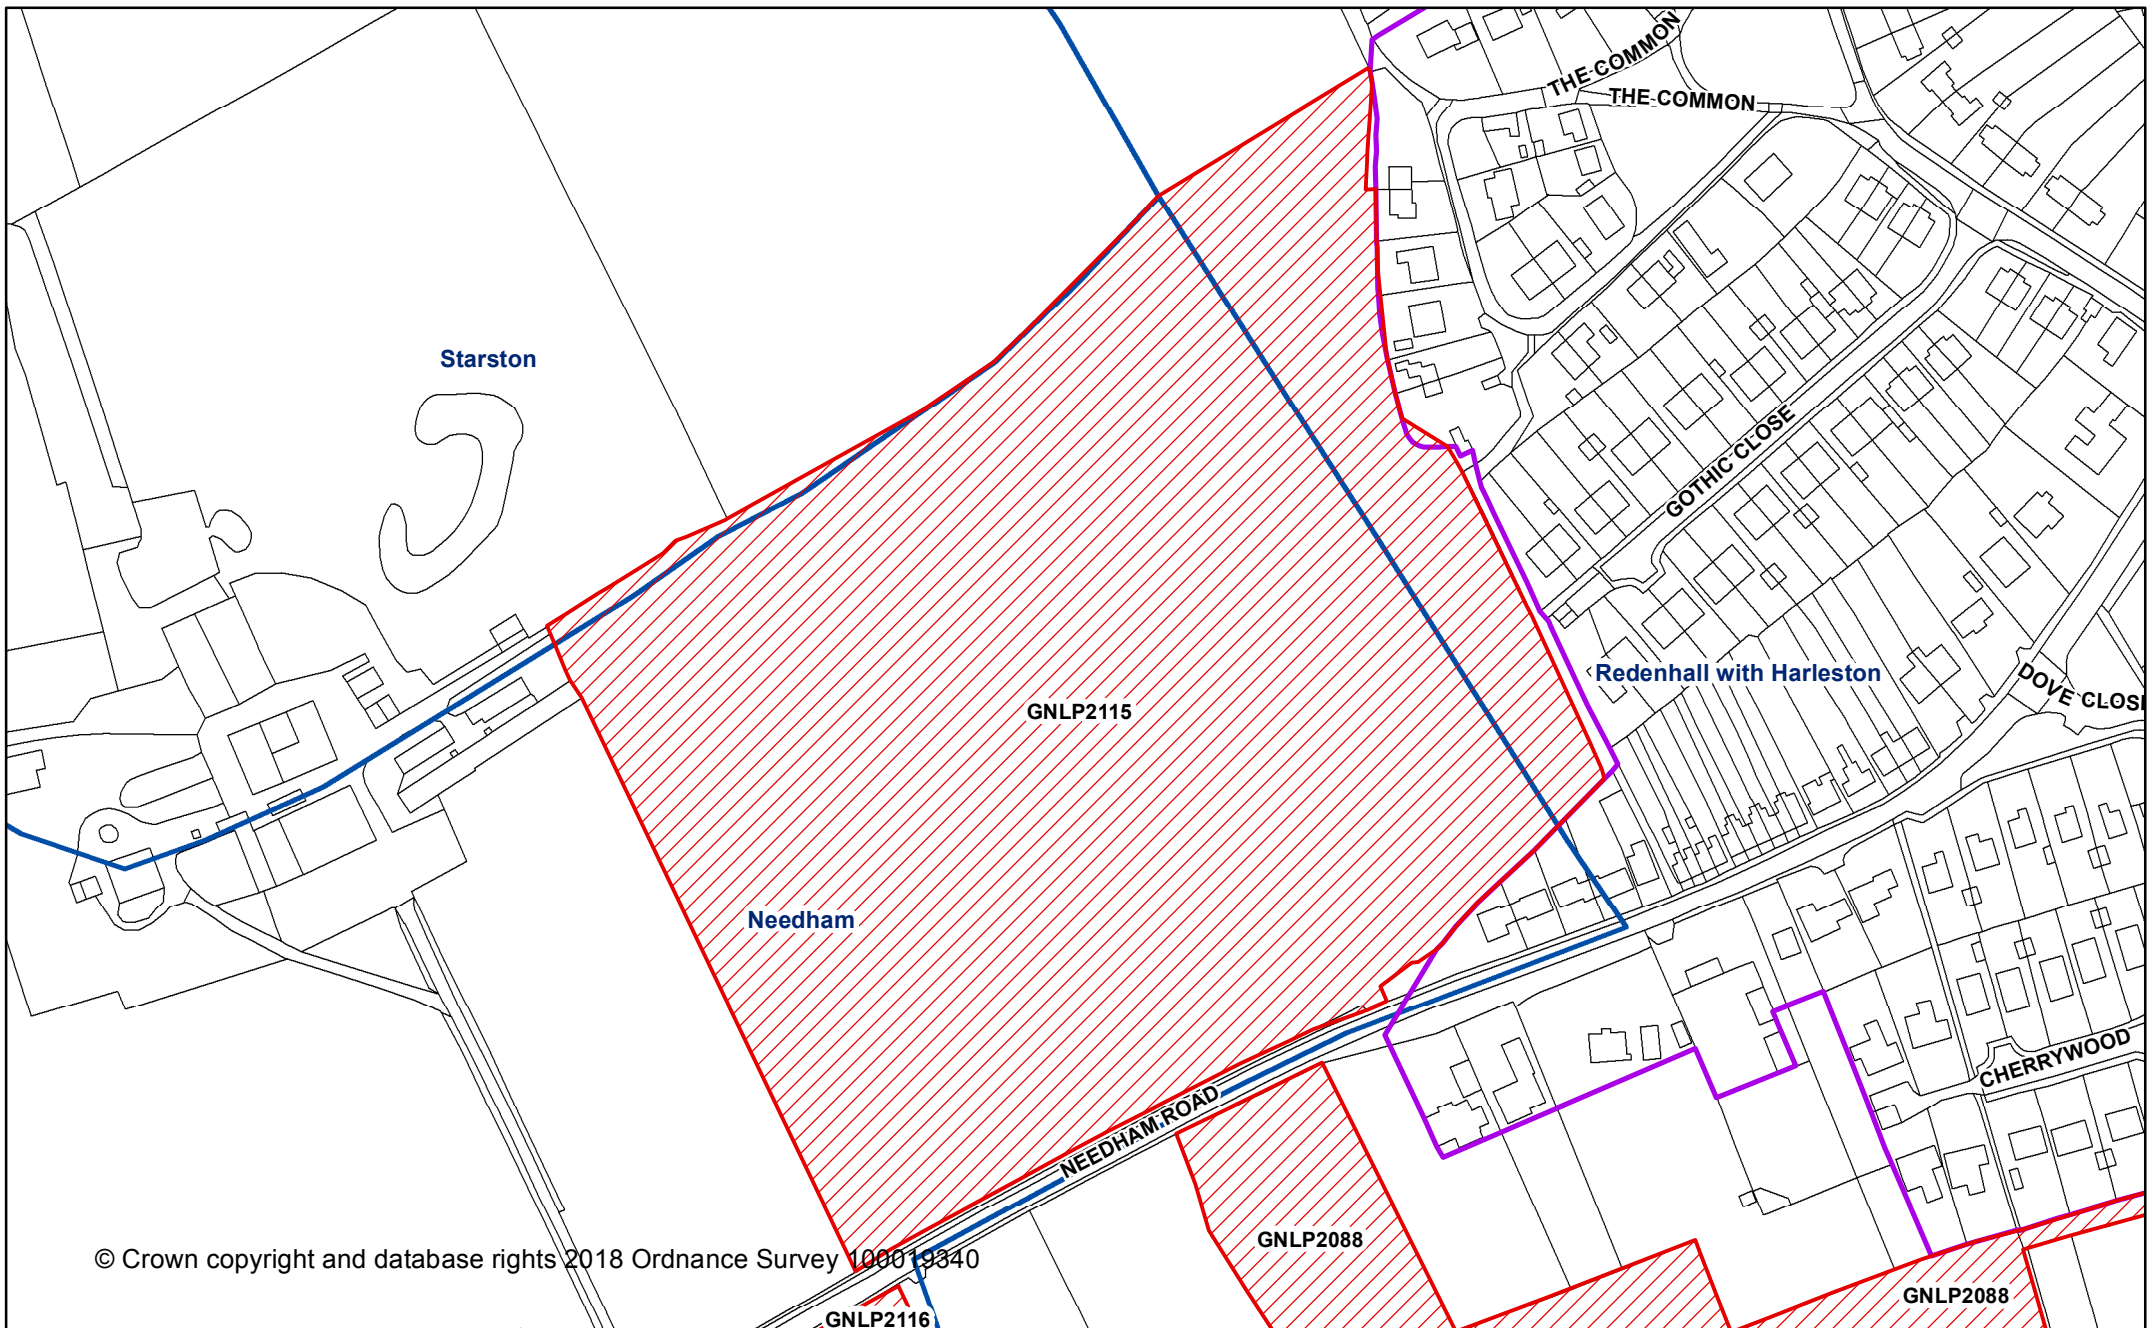 THE COMMON
THE COMMON
Starston
GOTHIC CLOSE
Redenhall with Harleston
DOVE CLOSE
GNLP2115
Needham
CHERRYWOOD
NEEDHAM ROAD
GNLP2088
© Crown copyright and database rights 2018 Ordnance Survey 100019340
GNLP2088
GNLP2116